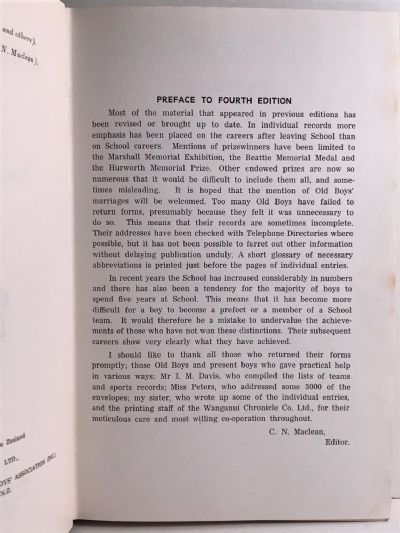 and others).
N. Maclean).
PREFACE TO FOURTH EDITION
Most of the material that appeared in previous editions has
been revised or brought up to date. In individual records more
emphasis has been placed on the careers after leaving School than
on School careers. Mentions of prizewinners have been limited to
the Marshall Memorial Exhibition, the Beattie Memorial Medal and
the Hurworth Memorial Prize. Other endowed prizes are now so
numerous that it would be difficult to include them all, and some-
times misleading. It is hoped that the mention of Old Boys'
marriages will be welcomed. Too many Old Boys have failed to
return forms, presumably because they felt it was unnecessary to
do so. This means that their records are sometimes incomplete.
Their addresses have been checked with Telephone Directories where
possible, but it has not been possible to ferret out other information
without delaying publication unduly. A short glossary of necessary
abbreviations is printed just before the pages of individual entries.
In recent years the School has increased considerably in numbers
and there has also been a tendency for the majority of boys to
spend five years at School. This means that it has become more
difficult for a boy to become a prefect or a member of a School
team. It would therefore be a mistake to undervalue the achieve-
ments of those who have not won these distinctions. Their subsequent
careers show very clearly what they have achieved.
I should like to thank all those who returned their forms
promptly; those Old Boys and present boys who gave practical help
in various ways; Mr I. M. Davis, who compiled the lists of teams
and sports records; Miss Peters, who addressed some 3000 of the
envelopes; my sister, who wrote up some of the individual entries,
and the printing staff of the Wanganui Chronicle Co. Ltd., for their
meticulous care and most willing co-operation throughout.
C. N. Maclean,
Editor.
Zealand
LTD.,
OYS' ASSOCIATION INC.
N.Z.